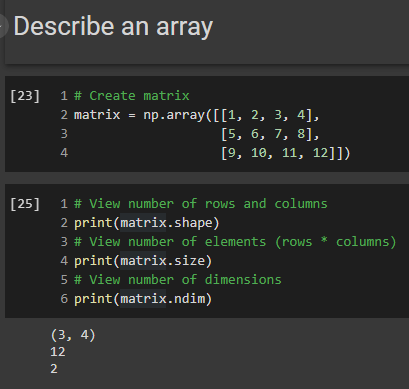 Describe an array
[23] 1 # Create matrix
2 matrix = np.array([[1, 2, 3, 4],
3 [5, 6, 7, 8],
4 [9, 10, 11, 12]])
[25] 1 # View number of rows and columns
2 print(matrix.shape)
3 # View number of elements (rows * columns)
4 print(matrix.size)
5 # View number of dimensions
6 print(matrix.ndim)
(3, 4)
12
2